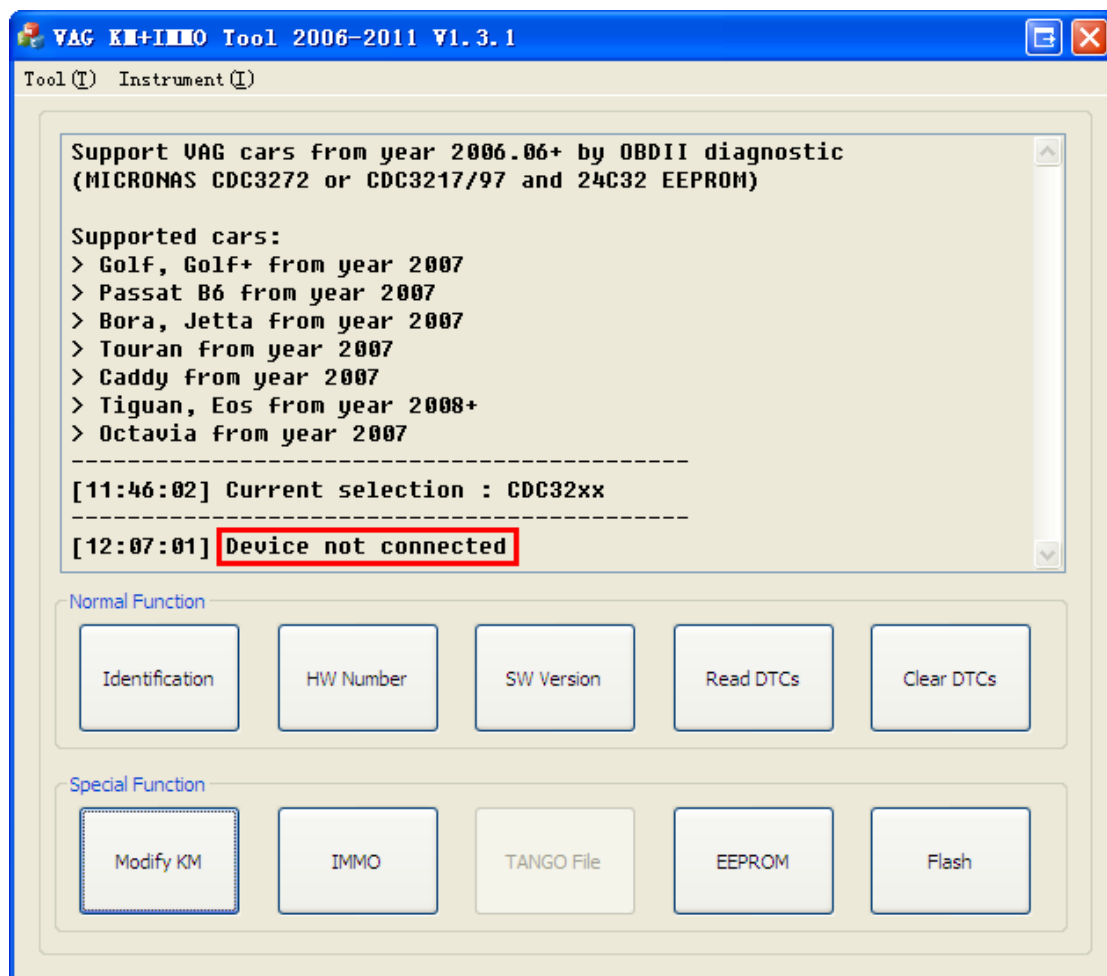 VAG KM+IMMO Tool 2006-2011 V1.3.1
Tool(T) Instrument(I)
Support VAG cars from year 2006.06+ by OBDII diagnostic
(MICRONAS CDC3272 or CDC3217/97 and 24C32 EEPROM)
Supported cars:
> Golf, Golf+ from year 2007
> Passat B6 from year 2007
> Bora, Jetta from year 2007
> Touran from year 2007
> Caddy from year 2007
> Tiguan, Eos from year 2008+
> Octavia from year 2007
--------------------------------------------
[11:46:02] Current selection : CDC32xx
--------------------------------------------
[12:07:01] Device not connected
Normal Function
Identification HW Number SW Version Read DTCs Clear DTCs
Special Function
Modify KM IMMO TANGO File EEPROM Flash